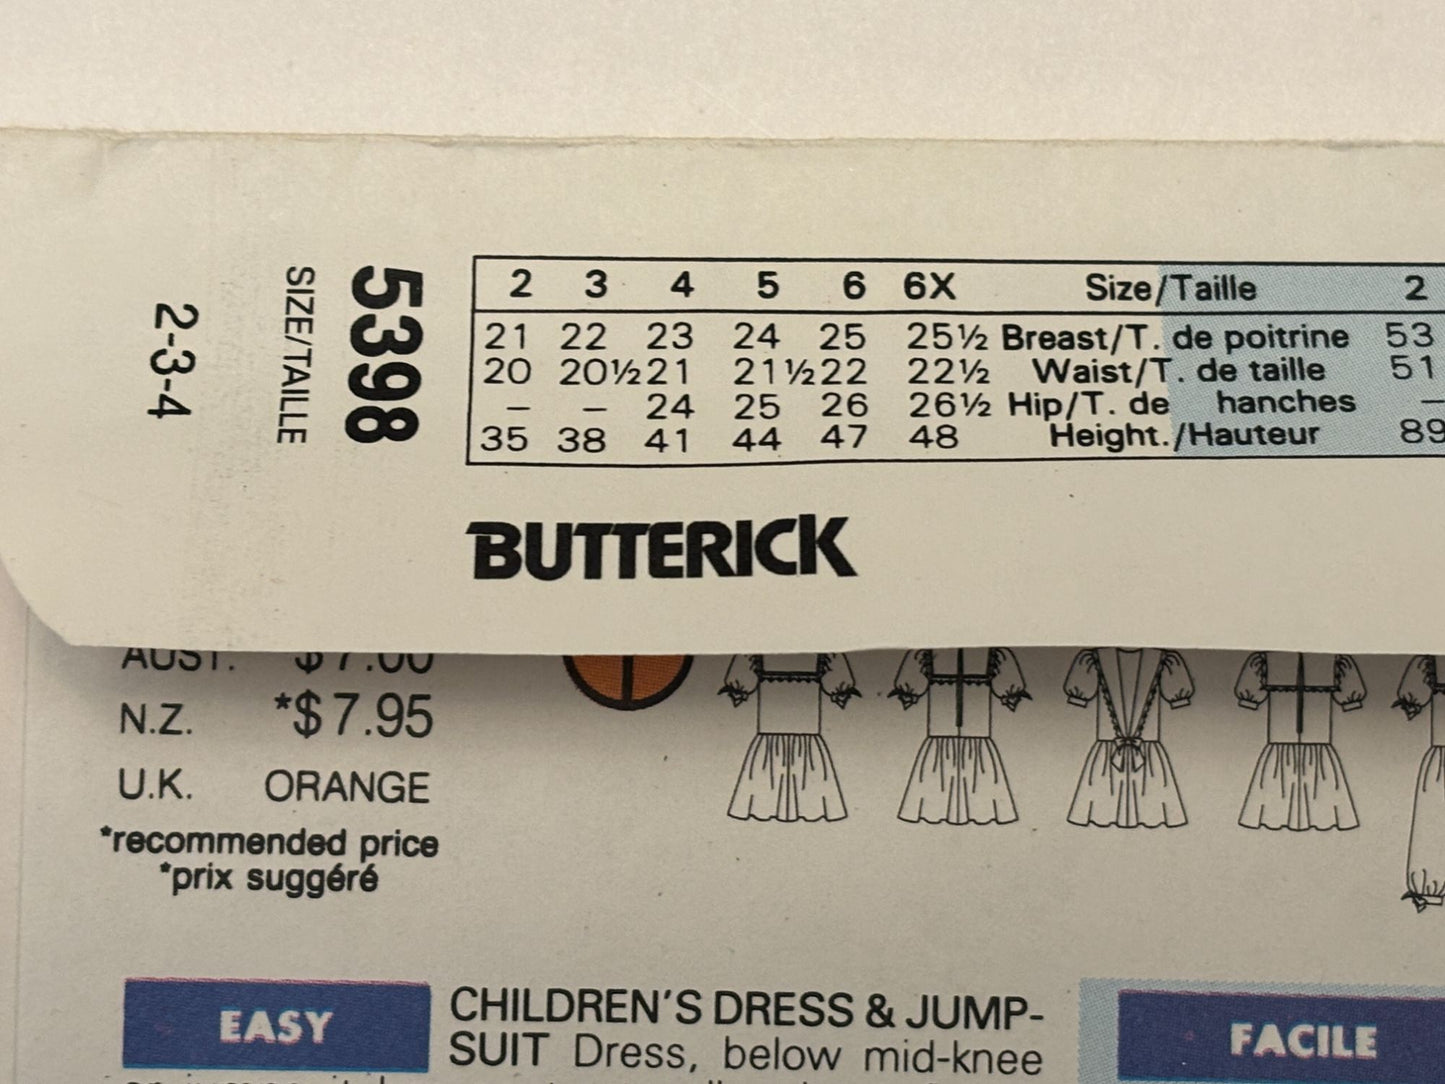 2-3-4
SIZE/TAILLE
5398
2 3 4 5 6 6X Size/Taille 2
21 22 23 24 25 25½ Breast/T. de poitrine 53
20 20½ 21 21½ 22 22½ Waist/T. de taille 51
– – 24 25 26 26½ Hip/T. de hanches –
35 38 41 44 47 48 Height./Hauteur 89
BUTTERICK
AUST. $7.00
N.Z. *$7.95
U.K. ORANGE
*recommended price
*prix suggéré
EASY
CHILDREN'S DRESS & JUMP-
SUIT Dress, below mid-knee
FACILE